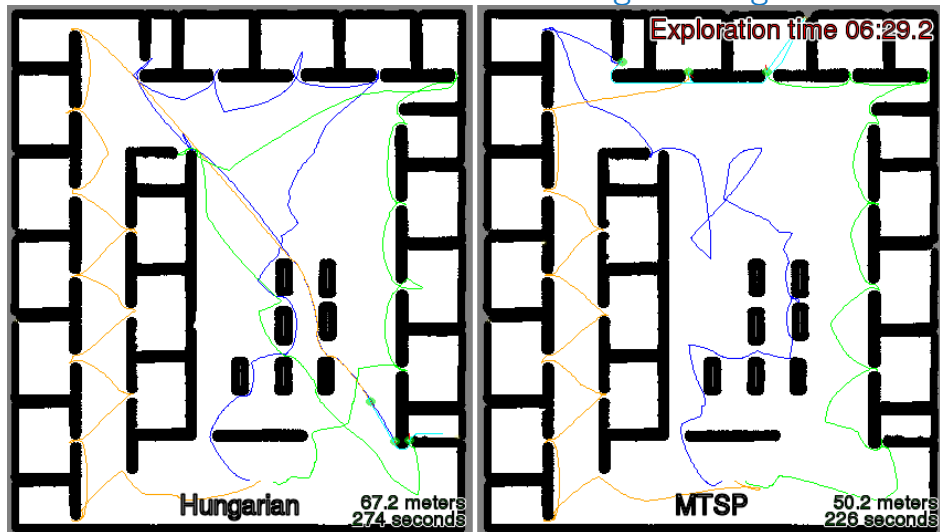 Exploration time 06:29.2
Hungarian
67.2 meters
274 seconds
MTSP
50.2 meters
226 seconds